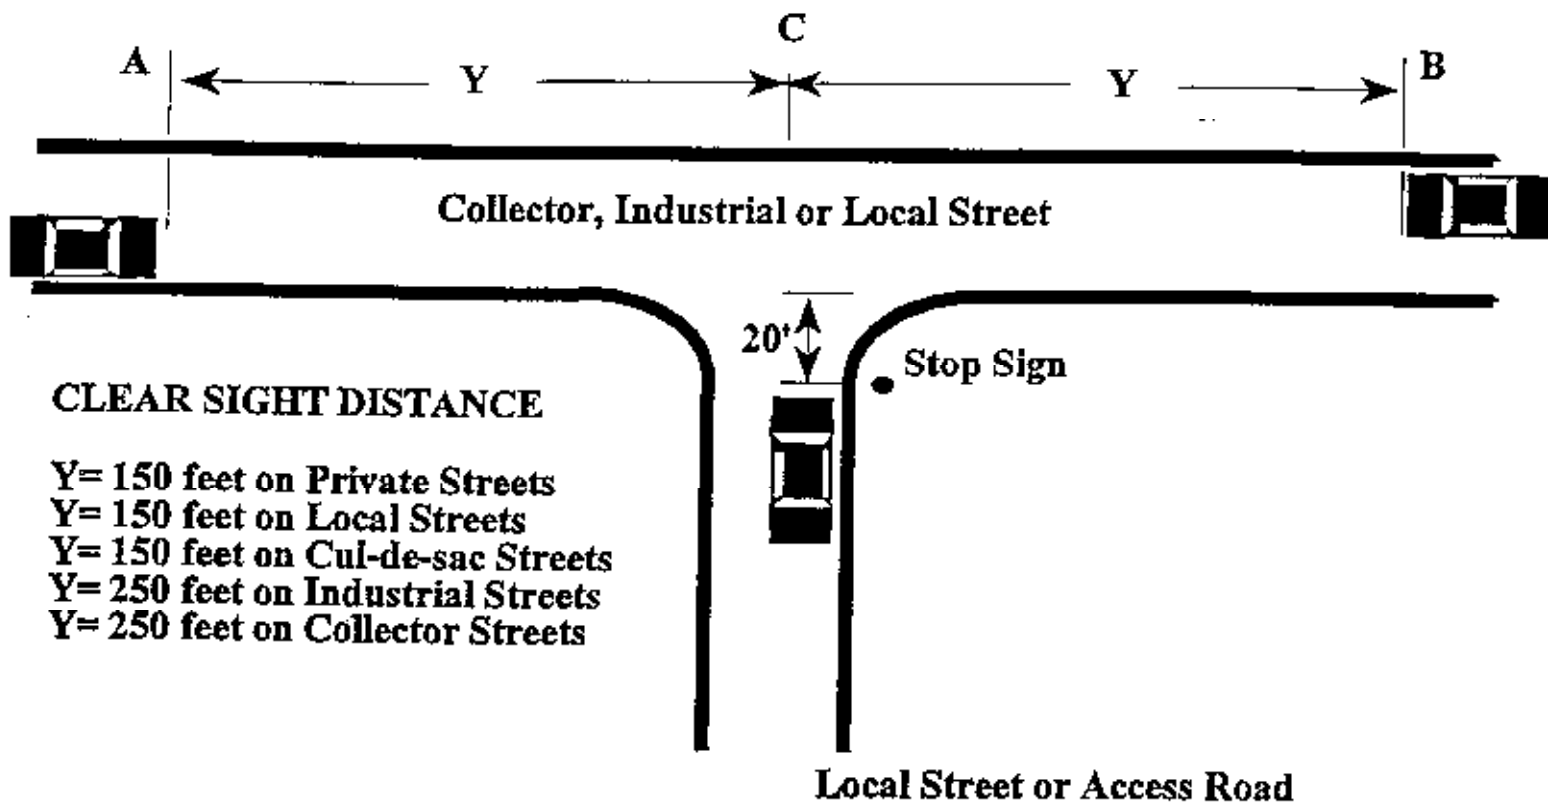 C
A
Y
Y
B
Collector, Industrial or Local Street
20'
Stop Sign
CLEAR SIGHT DISTANCE
Y= 150 feet on Private Streets
Y= 150 feet on Local Streets
Y= 150 feet on Cul-de-sac Streets
Y= 250 feet on Industrial Streets
Y= 250 feet on Collector Streets
Local Street or Access Road